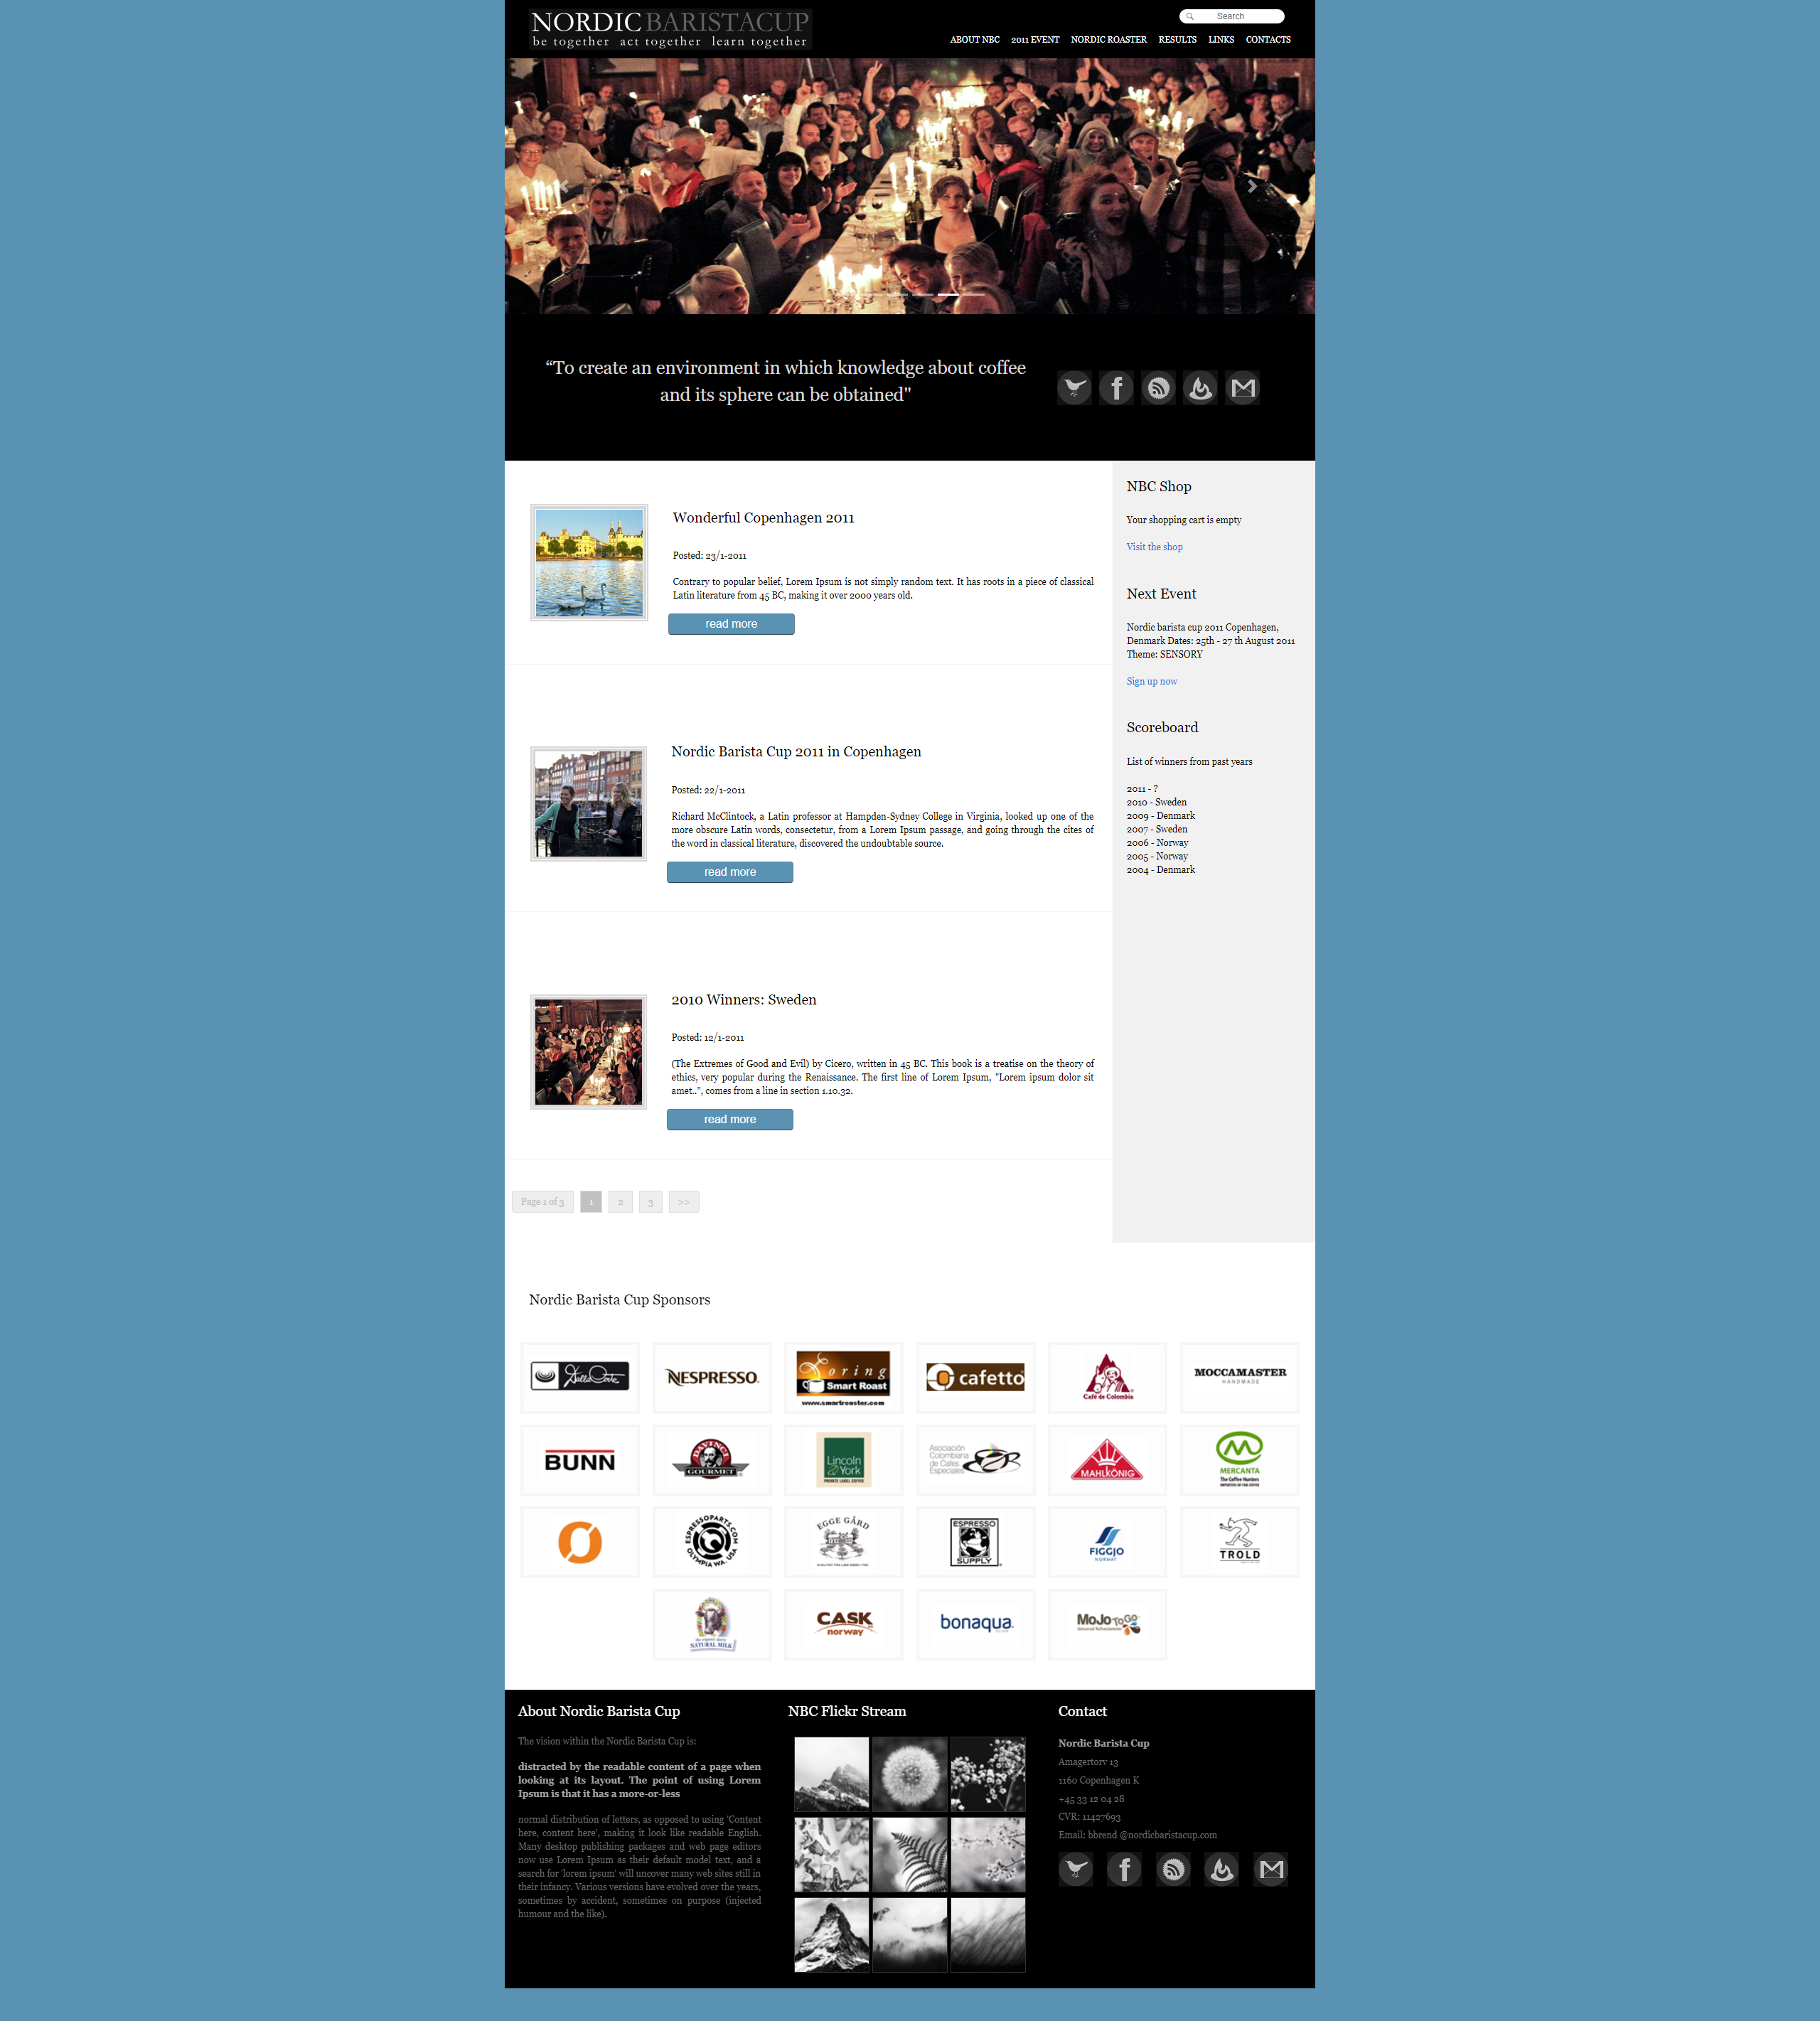 NORDIC BARISTACUP
be together act together learn together
Search
ABOUT NBC 2011 EVENT NORDIC ROASTER RESULTS LINKS CONTACTS
“To create an environment in which knowledge about coffee
and its sphere can be obtained"
Wonderful Copenhagen 2011
Posted: 23/1-2011
Contrary to popular belief, Lorem Ipsum is not simply random text. It has roots in a piece of classical
Latin literature from 45 BC, making it over 2000 years old.
read more
Nordic Barista Cup 2011 in Copenhagen
Posted: 22/1-2011
Richard McClintock, a Latin professor at Hampden-Sydney College in Virginia, looked up one of the
more obscure Latin words, consectetur, from a Lorem Ipsum passage, and going through the cites of
the word in classical literature, discovered the undoubtable source.
read more
2010 Winners: Sweden
Posted: 12/1-2011
(The Extremes of Good and Evil) by Cicero, written in 45 BC. This book is a treatise on the theory of
ethics, very popular during the Renaissance. The first line of Lorem Ipsum, "Lorem ipsum dolor sit
amet..", comes from a line in section 1.10.32.
read more
Page 1 of 3 1 2 3 >>
NBC Shop
Your shopping cart is empty
Visit the shop
Next Event
Nordic barista cup 2011 Copenhagen,
Denmark Dates: 25th - 27 th August 2011
Theme: SENSORY
Sign up now
Scoreboard
List of winners from past years
2011 - ?
2010 - Sweden
2009 - Denmark
2007 - Sweden
2006 - Norway
2005 - Norway
2004 - Denmark
Nordic Barista Cup Sponsors
Dalla Corte
NESPRESSO.
Loring
Smart Roast
www.smartroaster.com
cafetto
Café de Colombia
MOCCAMASTER
HANDMADE
BUNN
DAVINCI
GOURMET
Lincoln
& York
PRIVATE LABEL COFFEE
Asociación
Colombiana
de Cafes
Especiales
MAHLKÖNIG
MERCANTA
The Coffee Hunters
IMPORTERS OF FINE COFFEE
ESPRESSOPARTS.COM
OLYMPIA WA. USA
EGGE GÅRD
ESPRESSO
SUPPLY
FIGGJO
NORWAY
TROLD
NATURAL MILK
CASK
norway
bonaqua
MoJoToGo
Universal Refractometer
About Nordic Barista Cup
The vision within the Nordic Barista Cup is:
distracted by the readable content of a page when
looking at its layout. The point of using Lorem
Ipsum is that it has a more-or-less
normal distribution of letters, as opposed to using 'Content
here, content here', making it look like readable English.
Many desktop publishing packages and web page editors
now use Lorem Ipsum as their default model text, and a
search for 'lorem ipsum' will uncover many web sites still in
their infancy. Various versions have evolved over the years,
sometimes by accident, sometimes on purpose (injected
humour and the like).
NBC Flickr Stream
Contact
Nordic Barista Cup
Amagertorv 13
1160 Copenhagen K
+45 33 12 04 28
CVR: 11427693
Email: bbrend @nordicbaristacup.com